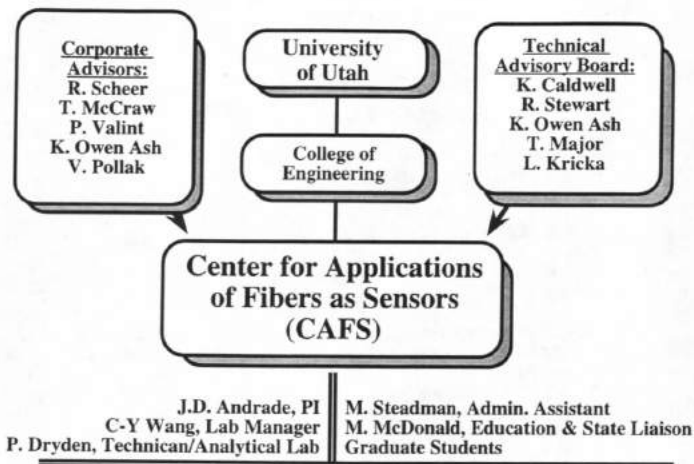 Corporate
Advisors:
R. Scheer
T. McCraw
P. Valint
K. Owen Ash
V. Pollak
University
of Utah
Technical
Advisory Board:
K. Caldwell
R. Stewart
K. Owen Ash
T. Major
L. Kricka
College of
Engineering
Center for Applications
of Fibers as Sensors
(CAFS)
J.D. Andrade, PI
C-Y Wang, Lab Manager
P. Dryden, Technican/Analytical Lab
M. Steadman, Admin. Assistant
M. McDonald, Education & State Liaison
Graduate Students